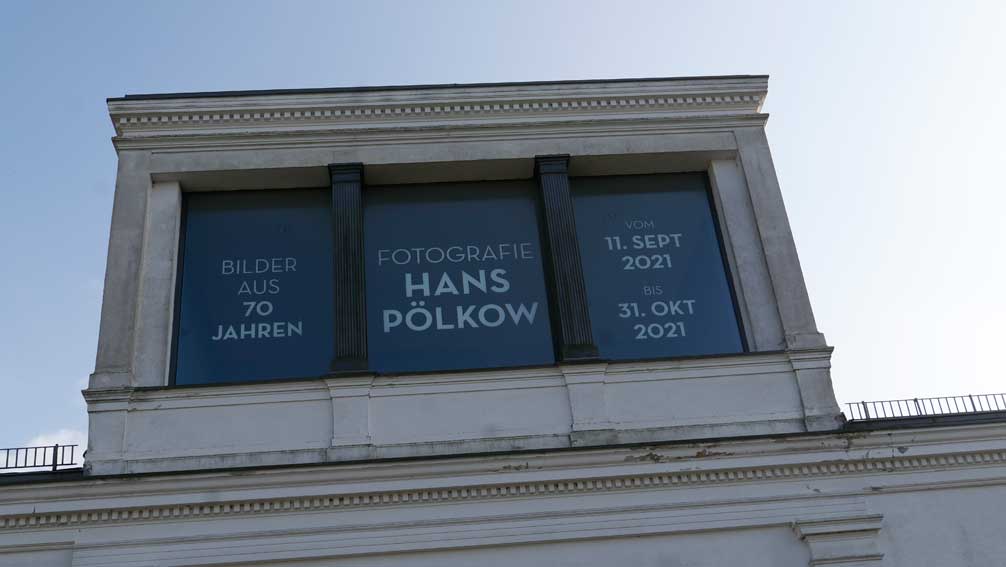 BILDER
AUS
70
JAHREN
FOTOGRAFIE
HANS
PÖLKOW
VOM
11. SEPT
2021
BIS
31. OKT
2021